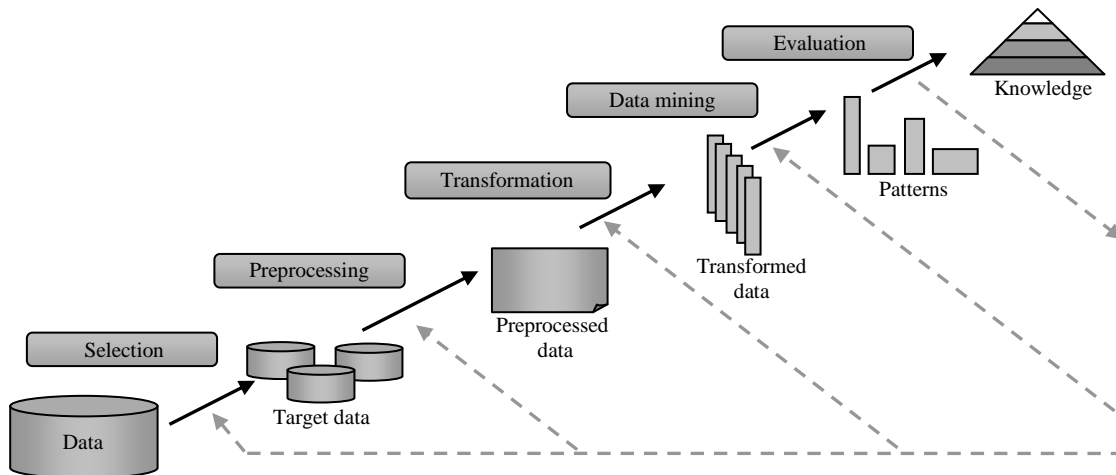 Evaluation
Knowledge
Data mining
Patterns
Transformation
Transformed
data
Preprocessing
Preprocessed
data
Selection
Target data
Data